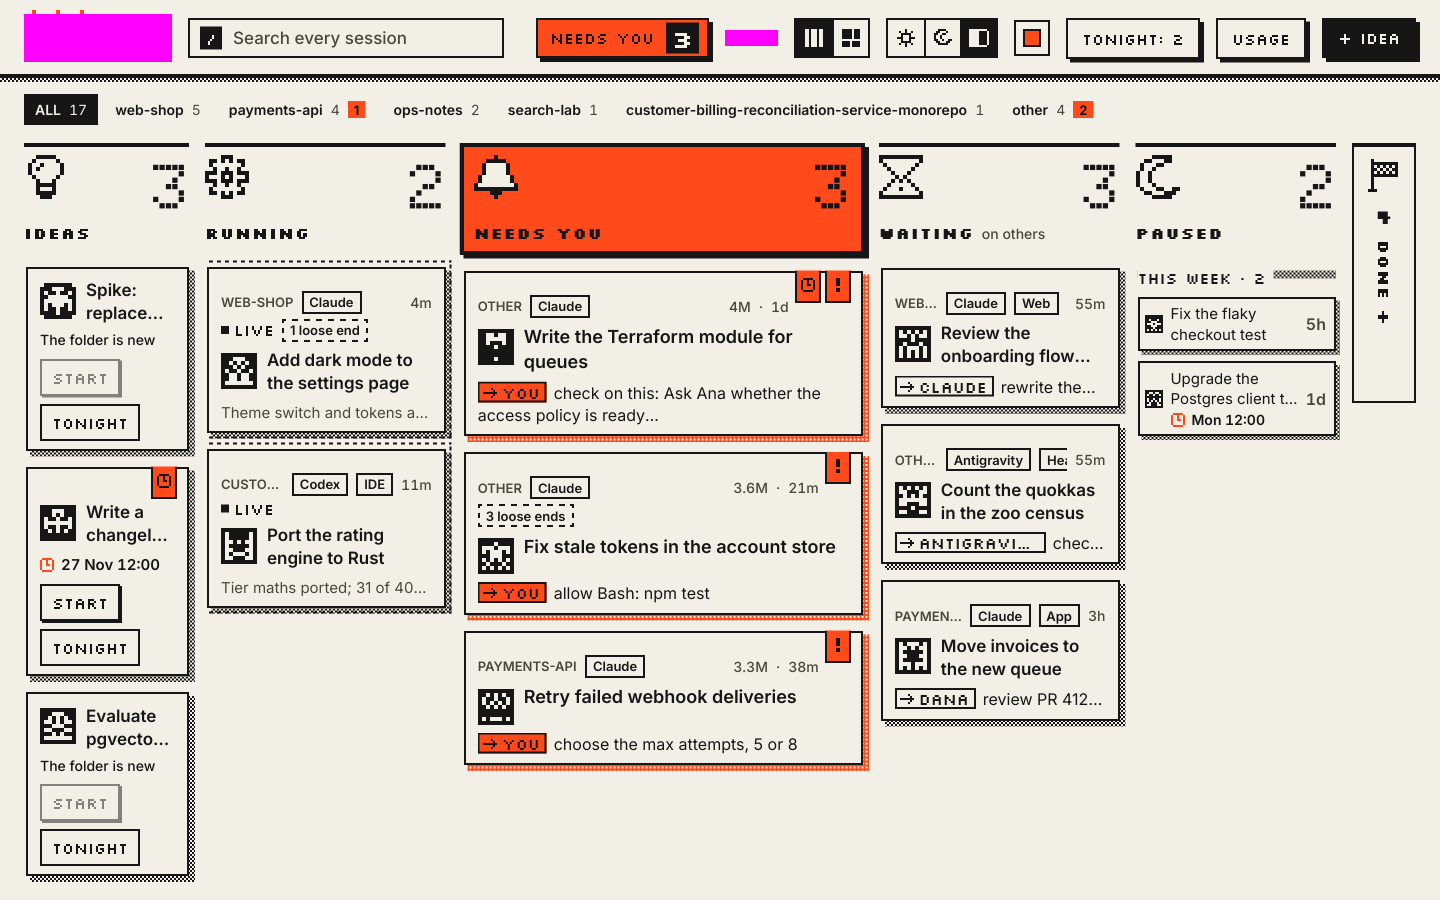 / Search every session
NEEDS YOU 3
TONIGHT: 2
USAGE
+ IDEA
ALL 17
web-shop 5
payments-api 4 1
ops-notes 2
search-lab 1
customer-billing-reconciliation-service-monorepo 1
other 4 2
3
IDEAS
Spike:
replace...
The folder is new
START
TONIGHT
Write a
changel...
27 Nov 12:00
START
TONIGHT
Evaluate
pgvecto...
The folder is new
START
TONIGHT
2
RUNNING
WEB-SHOP Claude 4m
LIVE 1 loose end
Add dark mode to
the settings page
Theme switch and tokens a...
CUSTO... Codex IDE 11m
LIVE
Port the rating
engine to Rust
Tier maths ported; 31 of 40...
3
NEEDS YOU
!
OTHER Claude 4M · 1d
Write the Terraform module for
queues
→ YOU check on this: Ask Ana whether the
access policy is ready...
!
OTHER Claude 3.6M · 21m
3 loose ends
Fix stale tokens in the account store
→ YOU allow Bash: npm test
!
PAYMENTS-API Claude 3.3M · 38m
Retry failed webhook deliveries
→ YOU choose the max attempts, 5 or 8
3
WAITING on others
WEB... Claude Web 55m
Review the
onboarding flow...
→ CLAUDE rewrite the...
OTH... Antigravity Hea 55m
Count the quokkas
in the zoo census
→ ANTIGRAVI... chec...
PAYMEN... Claude App 3h
Move invoices to
the new queue
→ DANA review PR 412...
2
PAUSED
THIS WEEK · 2
Fix the flaky
checkout test
5h
Upgrade the
Postgres client t...
1d
Mon 12:00
4 DONE +